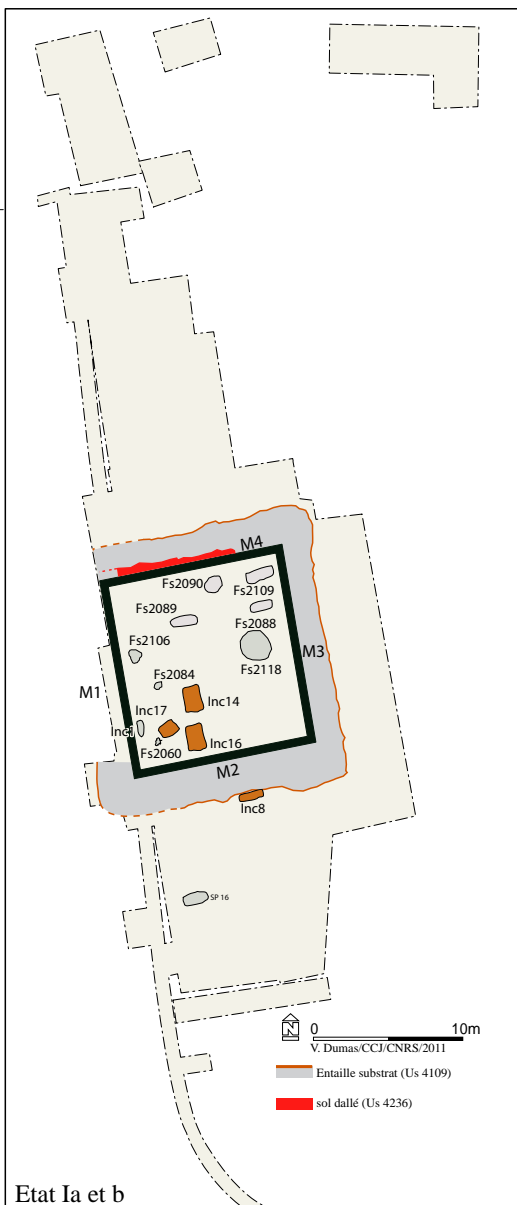 M4
Fs2090
Fs2109
Fs2089
Fs2088
Fs2106
M3
Fs2118
Fs2084
M1
Inc14
Inc17
Inc1
Fs2060
Inc16
M2
Inc8
SP 16
N
0 10m
V. Dumas/CCJ/CNRS/2011
Entaille substrat (Us 4109)
sol dallé (Us 4236)
Etat Ia et b